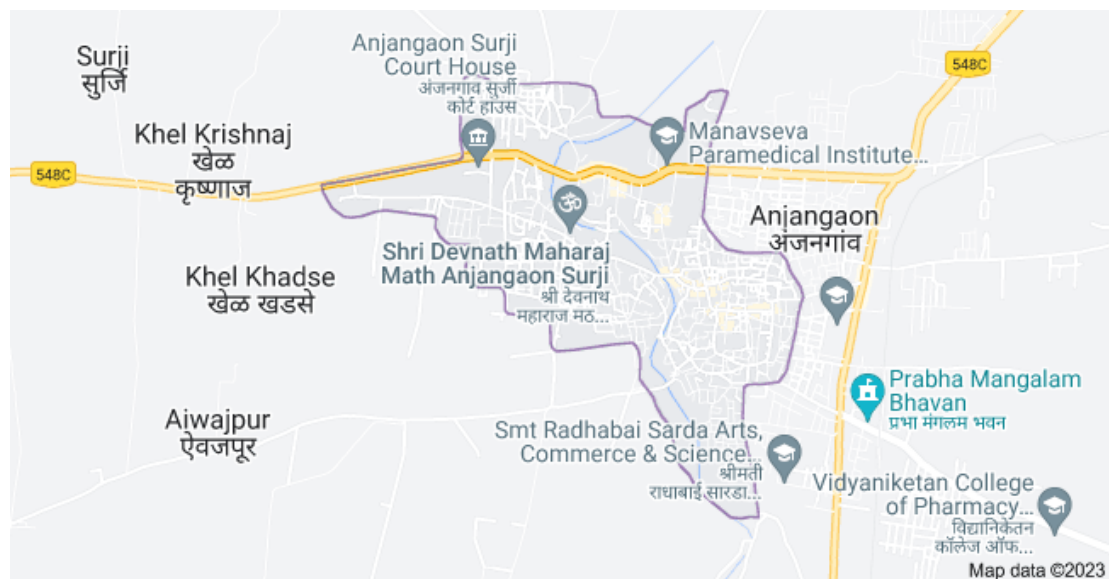 Surji
सुर्जि
Anjangaon Surji
Court House
अंजनगाव सुर्जी
कोर्ट हाउस
548C
Khel Krishnaj
खेळ
कृष्णाज
Manavseva
Paramedical Institute...
548C
Anjangaon
अंजनगांव
Shri Devnath Maharaj
Math Anjangaon Surji
श्री देवनाथ
महाराज मठ...
Khel Khadse
खेळ खडसे
Prabha Mangalam
Bhavan
प्रभा मंगलम भवन
Aiwajpur
ऐवजपूर
Smt Radhabai Sarda Arts,
Commerce & Science...
श्रीमती
राधाबाई सारडा...
Vidyaniketan College
of Pharmacy...
विद्यानिकेतन
कॉलेज ऑफ...
Map data ©2023